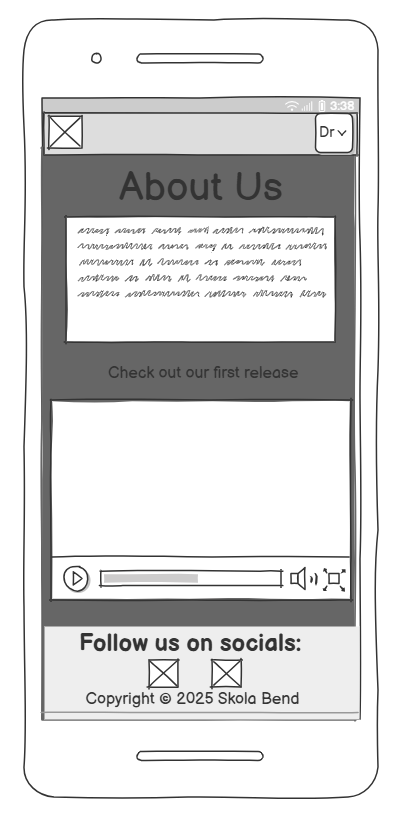 3:38
Dr
About Us
Check out our first release
Follow us on socials:
Copyright © 2025 Skola Bend